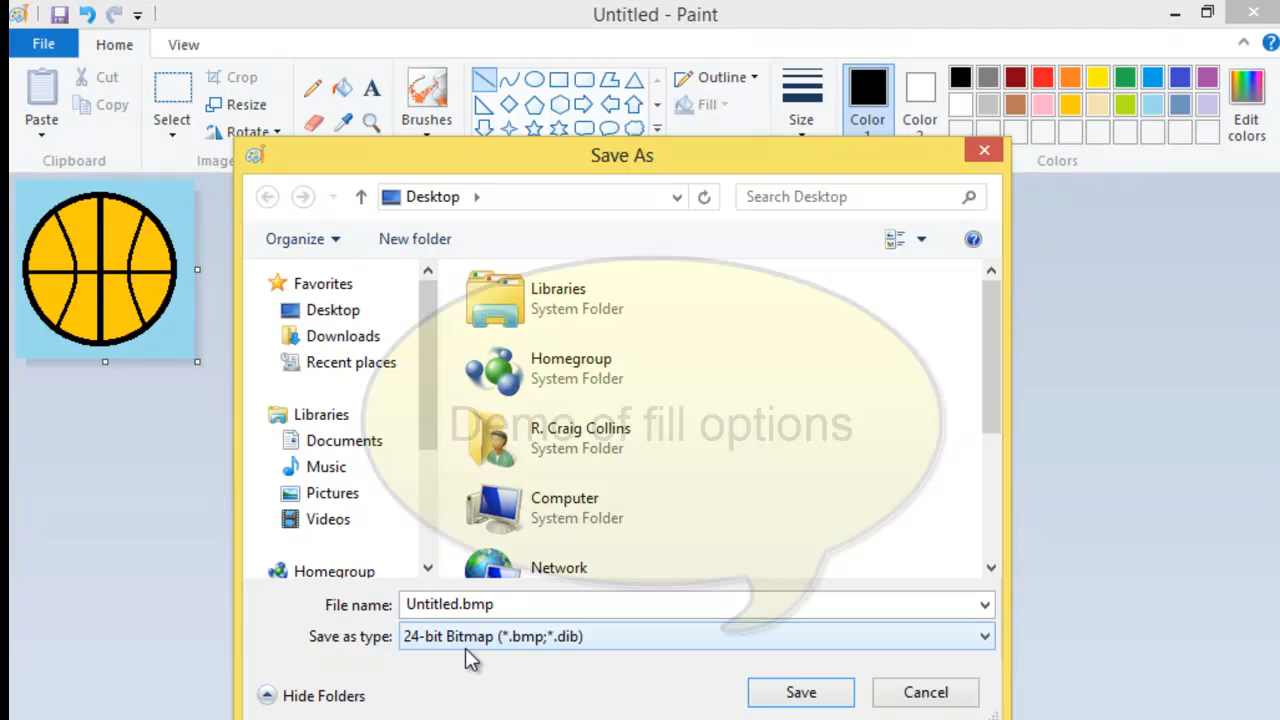 Untitled - Paint
File
Home
View
Paste
Cut
Copy
Clipboard
Select
Crop
Resize
Rotate
Imag
A
Brushes
Outline
Fill
Size
Color
1
Color
2
Edit
colors
Colors
Save As
Desktop
Search Desktop
Organize
New folder
Favorites
Desktop
Downloads
Recent places
Libraries
Documents
Music
Pictures
Videos
Homegroup
Libraries
System Folder
Homegroup
System Folder
R. Craig Collins
System Folder
Computer
System Folder
Network
Demo of fill options
File name: Untitled.bmp
Save as type: 24-bit Bitmap (*.bmp;*.dib)
Hide Folders
Save
Cancel